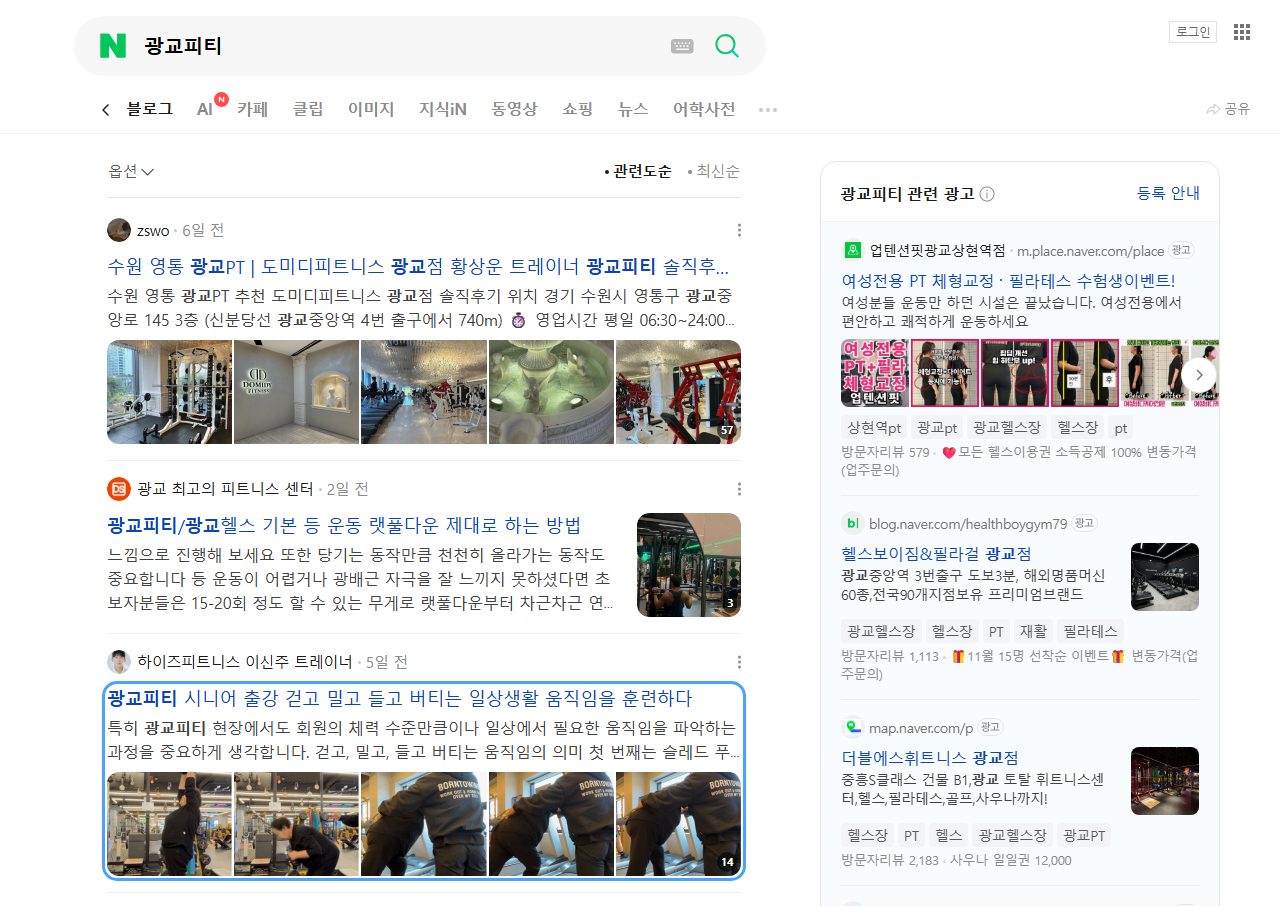 N 광교피티
로그인
블로그 AI N 카페 클립 이미지 지식iN 동영상 쇼핑 뉴스 어학사전
공유
옵션
• 관련도순 • 최신순
zswo · 6일 전
수원 영통 광교PT | 도미디피트니스 광교점 황상운 트레이너 광교피티 솔직후...
수원 영통 광교PT 추천 도미디피트니스 광교점 솔직후기 위치 경기 수원시 영통구 광교중
앙로 145 3층 (신분당선 광교중앙역 4번 출구에서 740m) ⏱ 영업시간 평일 06:30~24:00...
DOMIDY
FITNESS
57
DS
광교 최고의 피트니스 센터 · 2일 전
광교피티/광교헬스 기본 등 운동 랫풀다운 제대로 하는 방법
느낌으로 진행해 보세요 또한 당기는 동작만큼 천천히 올라가는 동작도
중요합니다 등 운동이 어렵거나 광배근 자극을 잘 느끼지 못하셨다면 초
보자분들은 15-20회 정도 할 수 있는 무게로 랫풀다운부터 차근차근 연...
3
하이즈피트니스 이신주 트레이너 · 5일 전
광교피티 시니어 출강 걷고 밀고 들고 버티는 일상생활 움직임을 훈련하다
특히 광교피티 현장에서도 회원의 체력 수준만큼이나 일상에서 필요한 움직임을 파악하는
과정을 중요하게 생각합니다. 걷고, 밀고, 들고 버티는 움직임의 의미 첫 번째는 슬레드 푸...
BORNTOWN
BORNTOWN
BORNTOWN
14
광교피티 관련 광고
등록 안내
업텐션핏광교상현역점 · m.place.naver.com/place 광고
여성전용 PT 체형교정 · 필라테스 수험생이벤트!
여성분들 운동만 하던 시설은 끝났습니다. 여성전용에서
편안하고 쾌적하게 운동하세요
여성전용
PT+필라
체형교정
업텐션핏
체형교정+다이어트
동시에 가능!
힙딥개선
힙 하단부 up!
전
후
상현역pt 광교pt 광교헬스장 헬스장 pt
방문자리뷰 579 · ❤️모든 헬스이용권 소득공제 100% 변동가격
(업주문의)
bl
blog.naver.com/healthboygym79 광고
헬스보이짐&필라걸 광교점
광교중앙역 3번출구 도보3분, 해외명품머신
60종,전국90개지점보유 프리미엄브랜드
광교헬스장 헬스장 PT 재활 필라테스
방문자리뷰 1,113 · 🎁11월 15명 선착순 이벤트🎁 변동가격(업
주문의)
map.naver.com/p 광고
더블에스휘트니스 광교점
중흥S클래스 건물 B1,광교 토탈 휘트니스센
터,헬스,필라테스,골프,사우나까지!
헬스장 PT 헬스 광교헬스장 광교PT
방문자리뷰 2,183 · 사우나 일일권 12,000